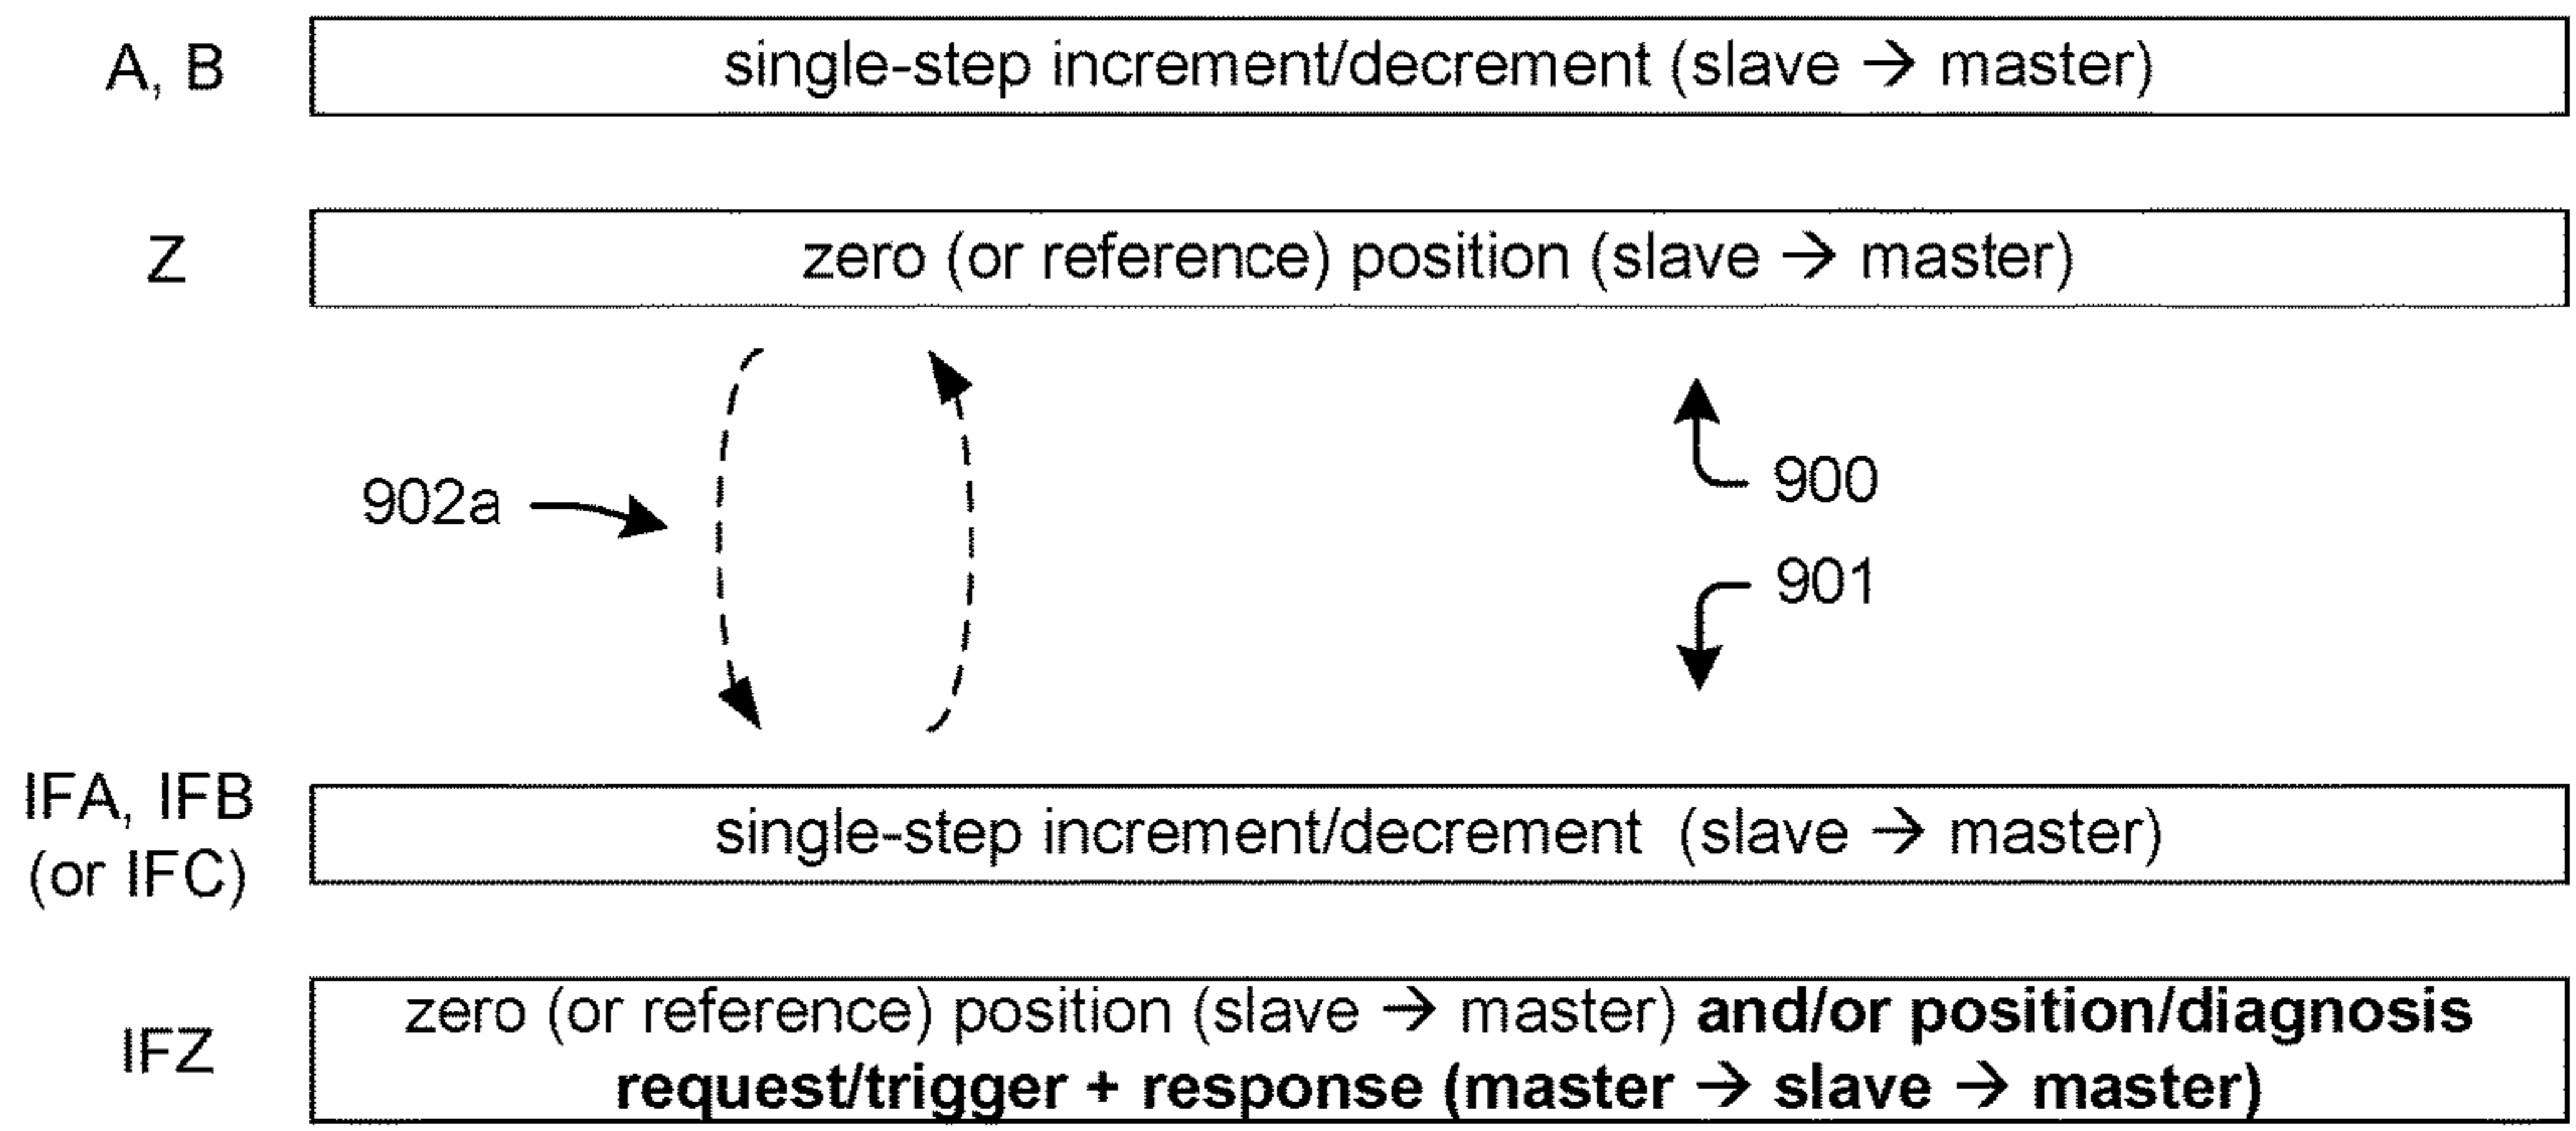 A, B
single-step increment/decrement (slave → master)
Z
zero (or reference) position (slave → master)
902a
900
901
IFA, IFB
(or IFC)
single-step increment/decrement (slave → master)
IFZ
zero (or reference) position (slave → master) and/or position/diagnosis
request/trigger + response (master → slave → master)